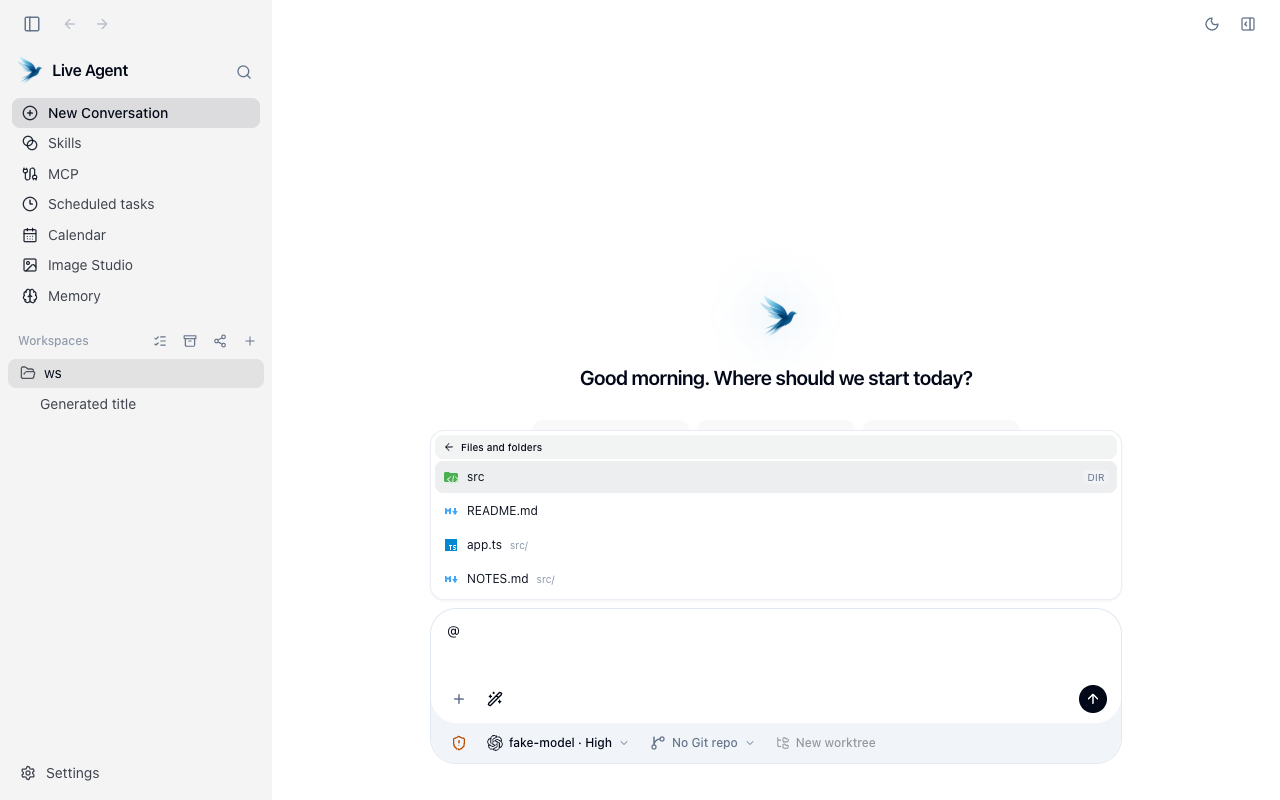 Live Agent
New Conversation
Skills
MCP
Scheduled tasks
Calendar
Image Studio
Memory
Workspaces
ws
Generated title
Settings
Good morning. Where should we start today?
Files and folders
src DIR
README.md
app.ts src/
NOTES.md src/
@
fake-model · High No Git repo New worktree